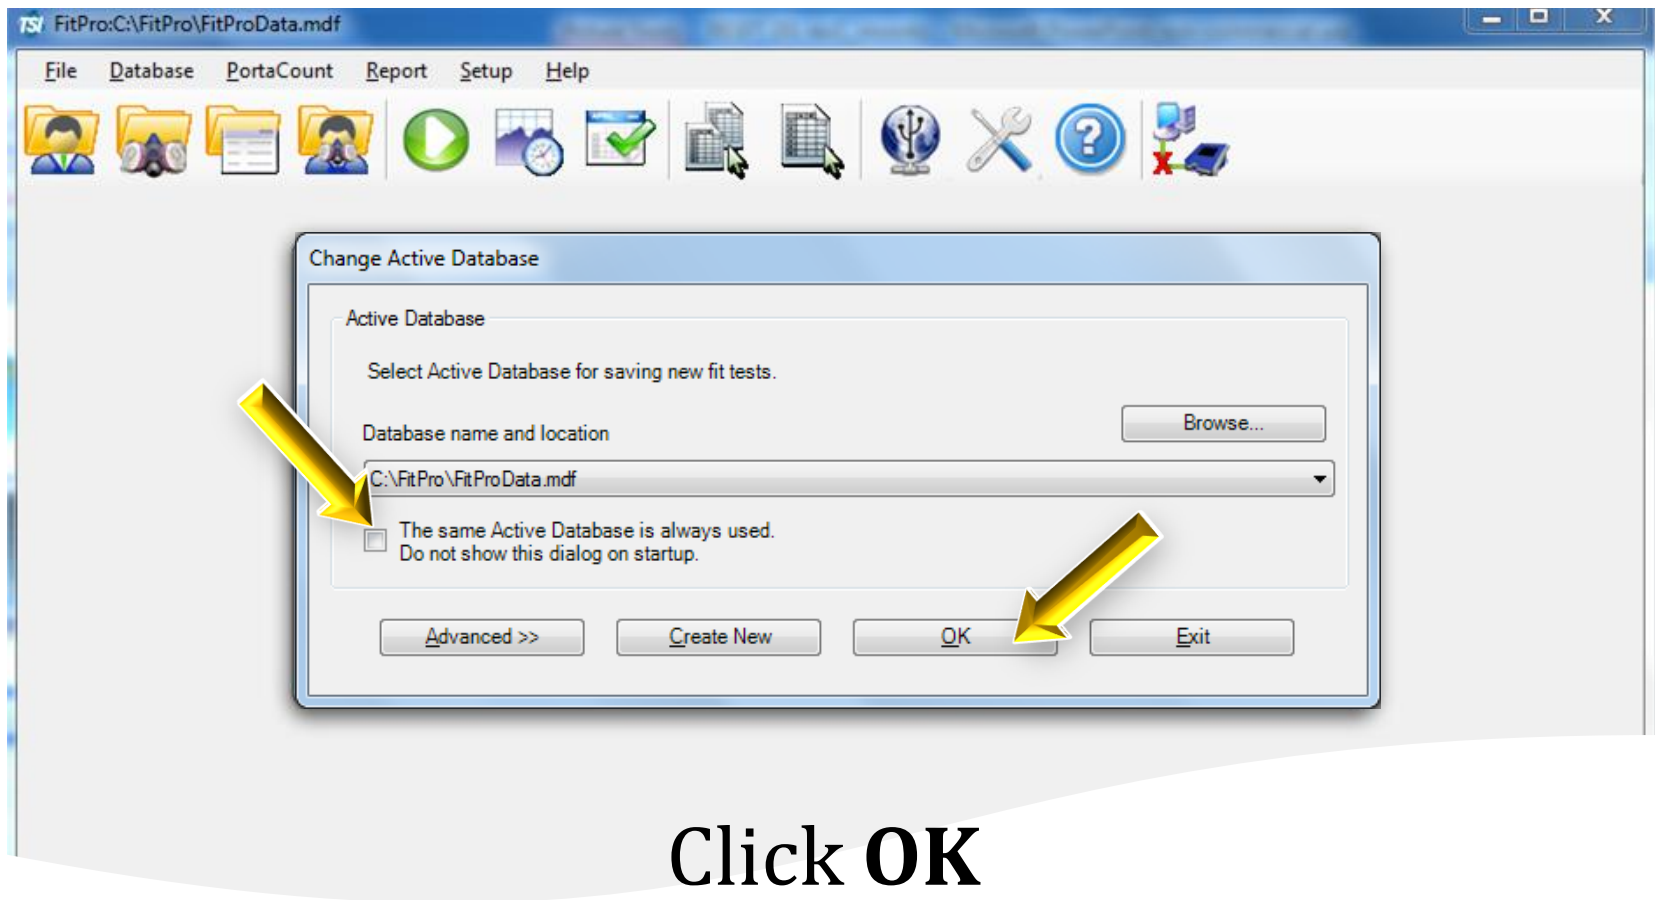 TSI FitPro:C:\FitPro\FitProData.mdf
File Database PortaCount Report Setup Help
Change Active Database
Active Database
Select Active Database for saving new fit tests.
Browse...
Database name and location
C:\FitPro\FitProData.mdf
The same Active Database is always used.
Do not show this dialog on startup.
Advanced >> Create New OK Exit
Click OK